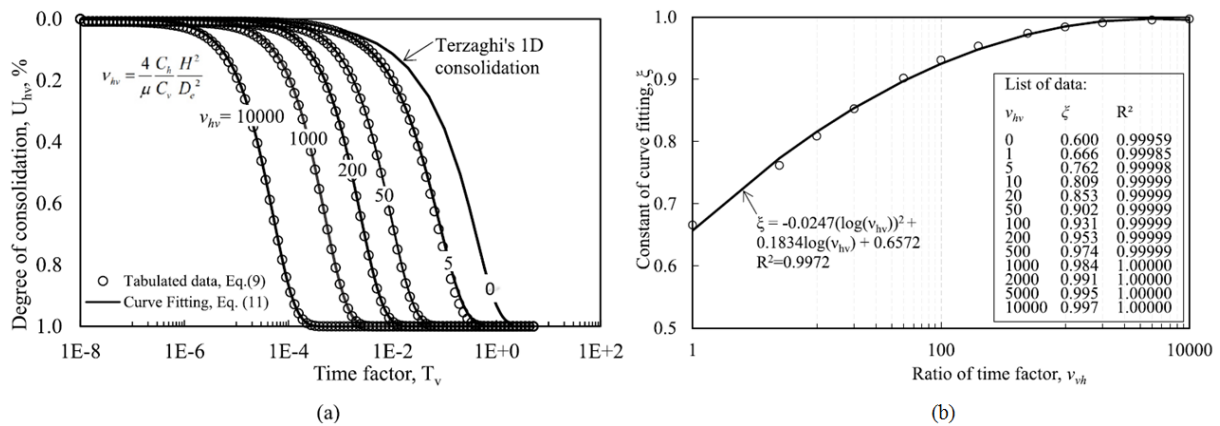 0.0
0.2
0.4
0.6
0.8
1.0
Degree of consolidation, U_hv, %
ν_hv = 4/μ C_h/C_v H²/D_e²
ν_hv = 10000
1000
200
50
5
0
Terzaghi's 1D
consolidation
Tabulated data, Eq.(9)
Curve Fitting, Eq. (11)
1E-8 1E-6 1E-4 1E-2 1E+0 1E+2
Time factor, T_v
(a)
1.0
0.9
0.8
0.7
0.6
0.5
Constant of curve fitting, ξ
ξ = -0.0247(log(ν_hv))² +
0.1834log(ν_hv) + 0.6572
R²=0.9972
List of data:
ν_hv ξ R²
0 0.600 0.99959
1 0.666 0.99985
5 0.762 0.99998
10 0.809 0.99999
20 0.853 0.99999
50 0.902 0.99999
100 0.931 0.99999
200 0.953 0.99999
500 0.974 0.99999
1000 0.984 1.00000
2000 0.991 1.00000
5000 0.995 1.00000
10000 0.997 1.00000
1 100 10000
Ratio of time factor, ν_vh
(b)